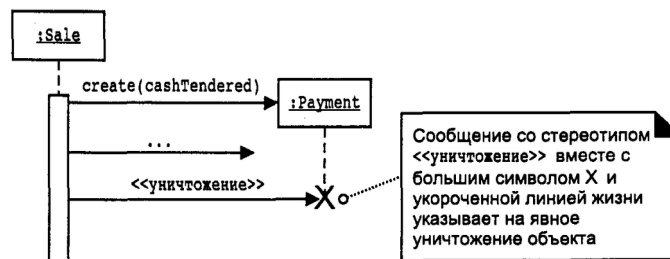 :Sale
create(cashTendered)
:Payment
...
<<уничтожение>>
X
Сообщение со стереотипом
<<уничтожение>> вместе с
большим символом X и
укороченной линией жизни
указывает на явное
уничтожение объекта